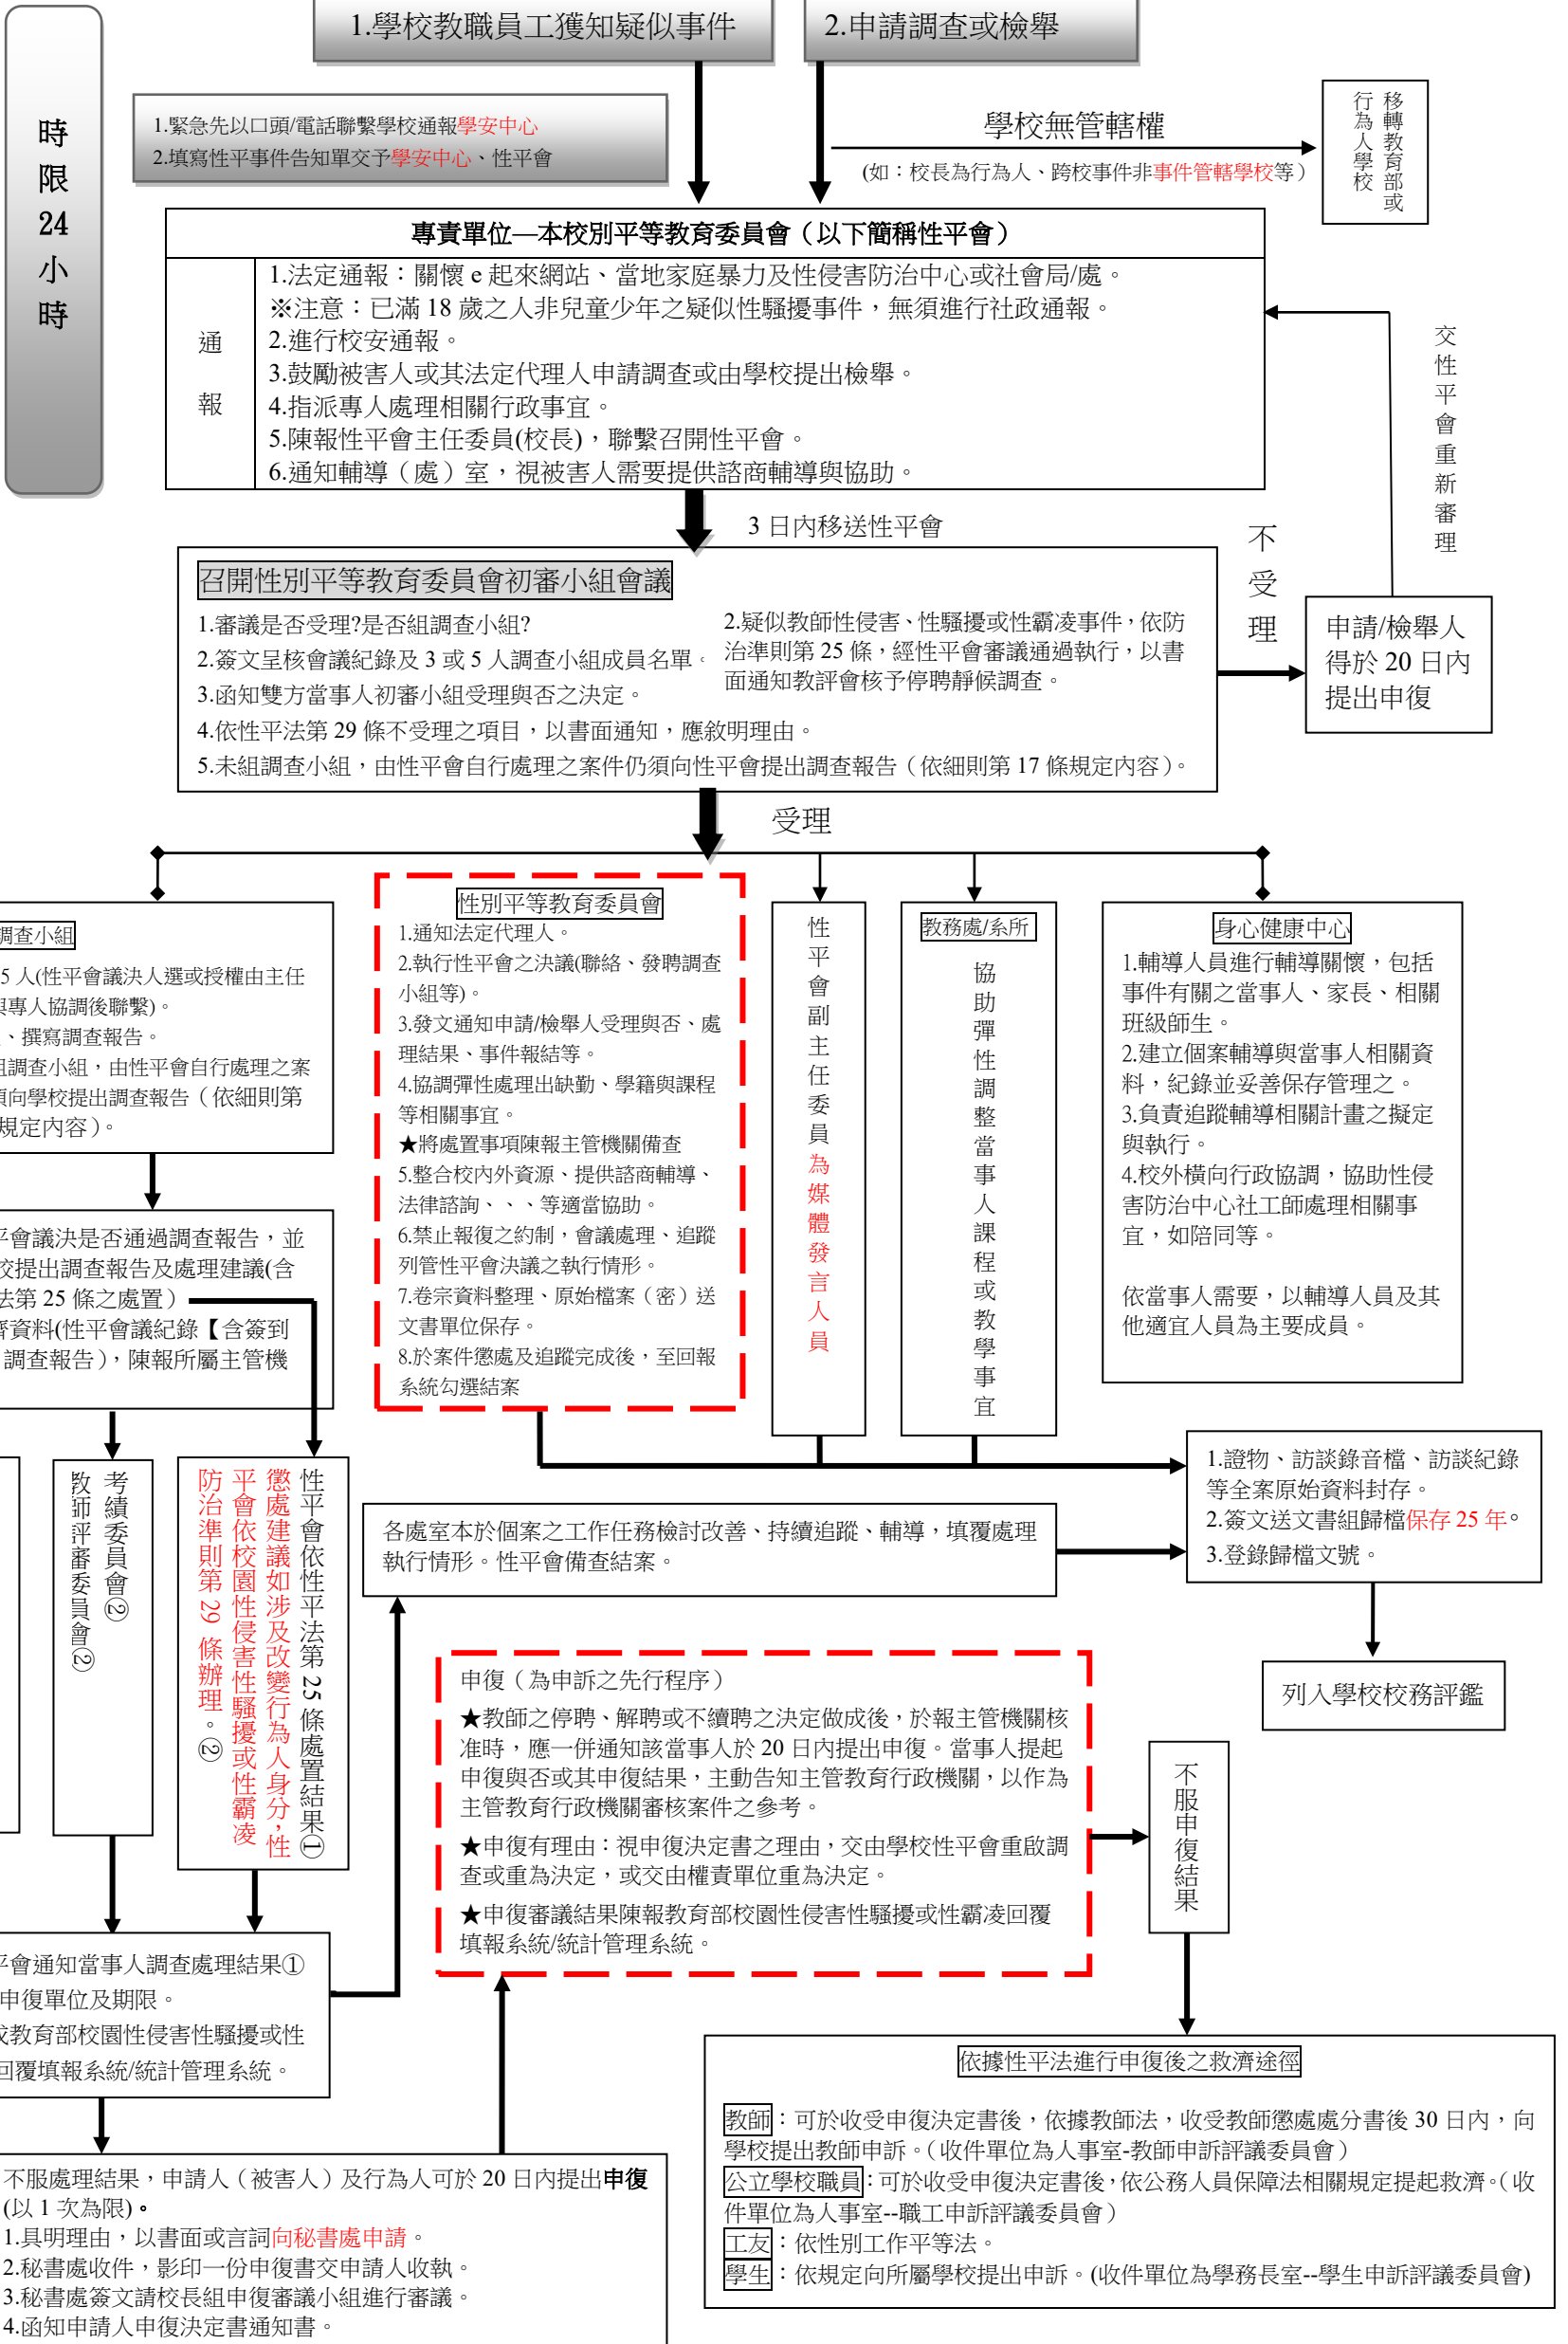 1.學校教職員工獲知疑似事件
2.申請調查或檢舉
時限24小時
1.緊急先以口頭/電話聯繫學校通報學安中心
2.填寫性平事件告知單交予學安中心、性平會
學校無管轄權
(如：校長為行為人、跨校事件非事件管轄學校等）
移轉教育部或
行為人學校
專責單位—本校別平等教育委員會（以下簡稱性平會）
通報
1.法定通報：關懷 e 起來網站、當地家庭暴力及性侵害防治中心或社會局/處。
※注意：已滿 18 歲之人非兒童少年之疑似性騷擾事件，無須進行社政通報。
2.進行校安通報。
3.鼓勵被害人或其法定代理人申請調查或由學校提出檢舉。
4.指派專人處理相關行政事宜。
5.陳報性平會主任委員(校長)，聯繫召開性平會。
6.通知輔導（處）室，視被害人需要提供諮商輔導與協助。
交性平會重新審理
3 日內移送性平會
召開性別平等教育委員會初審小組會議
1.審議是否受理?是否組調查小組?
2.簽文呈核會議紀錄及 3 或 5 人調查小組成員名單。
3.函知雙方當事人初審小組受理與否之決定。
4.依性平法第 29 條不受理之項目，以書面通知，應敘明理由。
5.未組調查小組，由性平會自行處理之案件仍須向性平會提出調查報告（依細則第 17 條規定內容）。
2.疑似教師性侵害、性騷擾或性霸凌事件，依防
治準則第 25 條，經性平會審議通過執行，以書
面通知教評會核予停聘靜候調查。
不受理
申請/檢舉人
得於 20 日內
提出申復
受理
調查小組
5 人(性平會議決人選或授權由主任
與專人協調後聯繫)。
、撰寫調查報告。
組調查小組，由性平會自行處理之案
須向學校提出調查報告（依細則第
規定內容）。
性別平等教育委員會
1.通知法定代理人。
2.執行性平會之決議(聯絡、發聘調查
小組等)。
3.發文通知申請/檢舉人受理與否、處
理結果、事件報結等。
4.協調彈性處理出缺勤、學籍與課程
等相關事宜。
★將處置事項陳報主管機關備查
5.整合校內外資源、提供諮商輔導、
法律諮詢、、、等適當協助。
6.禁止報復之約制，會議處理、追蹤
列管性平會決議之執行情形。
7.卷宗資料整理、原始檔案（密）送
文書單位保存。
8.於案件懲處及追蹤完成後，至回報
系統勾選結案
性平會副主任委員為媒體發言人員
教務處/系所
協助彈性調整當事人課程或教學事宜
身心健康中心
1.輔導人員進行輔導關懷，包括
事件有關之當事人、家長、相關
班級師生。
2.建立個案輔導與當事人相關資
料，紀錄並妥善保存管理之。
3.負責追蹤輔導相關計畫之擬定
與執行。
4.校外橫向行政協調，協助性侵
害防治中心社工師處理相關事
宜，如陪同等。
依當事人需要，以輔導人員及其
他適宜人員為主要成員。
平會議決是否通過調查報告，並
校提出調查報告及處理建議(含
法第 25 條之處置）
齊資料(性平會議紀錄【含簽到
調查報告），陳報所屬主管機
考績委員會②
教師評審委員會②
性平會依性平法第 25 條處置結果①
懲處建議如涉及改變行為人身分，性
平會依校園性侵害性騷擾或性霸凌
防治準則第 29 條辦理。②
1.證物、訪談錄音檔、訪談紀錄
等全案原始資料封存。
2.簽文送文書組歸檔保存 25 年。
3.登錄歸檔文號。
各處室本於個案之工作任務檢討改善、持續追蹤、輔導，填覆處理
執行情形。性平會備查結案。
列入學校校務評鑑
申復（為申訴之先行程序）
★教師之停聘、解聘或不續聘之決定做成後，於報主管機關核
准時，應一併通知該當事人於 20 日內提出申復。當事人提起
申復與否或其申復結果，主動告知主管教育行政機關，以作為
主管教育行政機關審核案件之參考。
★申復有理由：視申復決定書之理由，交由學校性平會重啟調
查或重為決定，或交由權責單位重為決定。
★申復審議結果陳報教育部校園性侵害性騷擾或性霸凌回覆
填報系統/統計管理系統。
不服申復結果
平會通知當事人調查處理結果①
申復單位及期限。
教育部校園性侵害性騷擾或性
回覆填報系統/統計管理系統。
依據性平法進行申復後之救濟途徑
教師：可於收受申復決定書後，依據教師法，收受教師懲處處分書後 30 日內，向
學校提出教師申訴。（收件單位為人事室-教師申訴評議委員會）
公立學校職員：可於收受申復決定書後，依公務人員保障法相關規定提起救濟。（收
件單位為人事室--職工申訴評議委員會）
工友：依性別工作平等法。
學生：依規定向所屬學校提出申訴。(收件單位為學務長室--學生申訴評議委員會)
不服處理結果，申請人（被害人）及行為人可於 20 日內提出申復
(以 1 次為限)。
1.具明理由，以書面或言詞向秘書處申請。
2.秘書處收件，影印一份申復書交申請人收執。
3.秘書處簽文請校長組申復審議小組進行審議。
4.函知申請人申復決定書通知書。